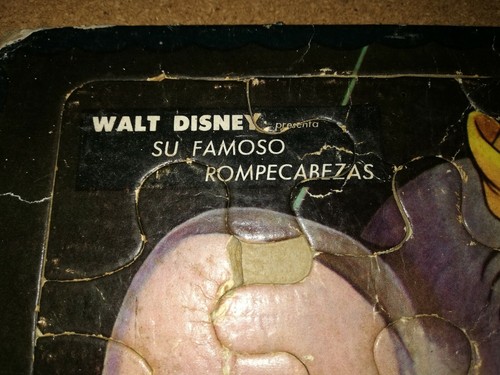 WALT DISNEY presenta
SU FAMOSO
ROMPECABEZAS